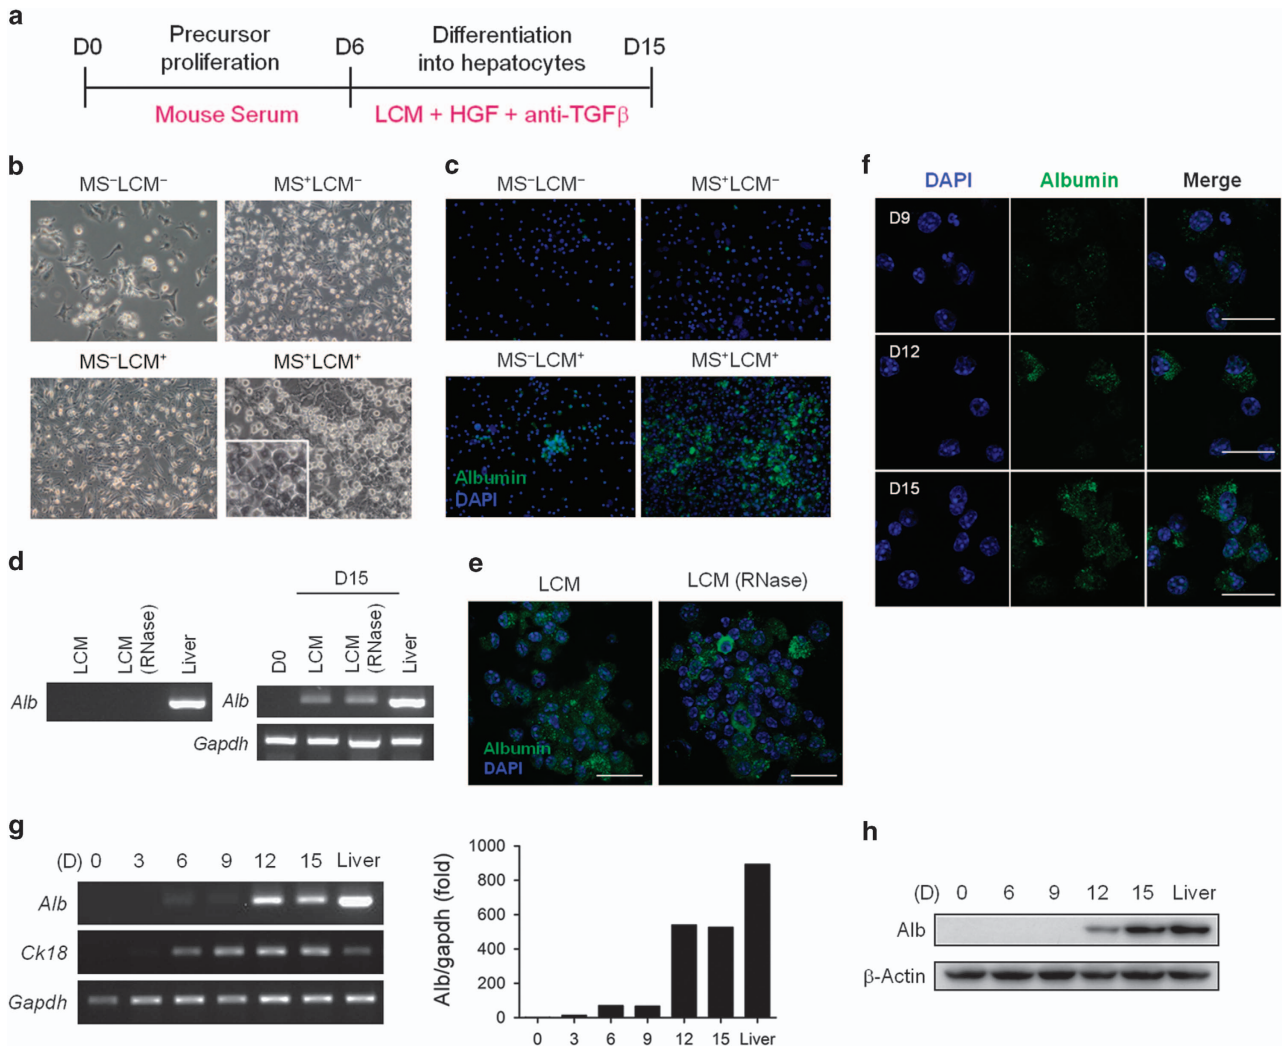 a
D0
Precursor
proliferation
D6
Differentiation
into hepatocytes
D15
Mouse Serum
LCM + HGF + anti-TGFβ
b
MS⁻LCM⁻
MS⁺LCM⁻
MS⁻LCM⁺
MS⁺LCM⁺
c
MS⁻LCM⁻
MS⁺LCM⁻
MS⁻LCM⁺
MS⁺LCM⁺
Albumin
DAPI
f
DAPI
Albumin
Merge
D9
D12
D15
d
LCM
LCM
(RNase)
Liver
Alb
D15
D0
LCM
LCM
(RNase)
Liver
Alb
Gapdh
e
LCM
LCM (RNase)
Albumin
DAPI
g
(D) 0 3 6 9 12 15 Liver
Alb
Ck18
Gapdh
Alb/gapdh (fold)
1000
800
600
400
200
0
0 3 6 9 12 15 Liver
h
(D) 0 6 9 12 15 Liver
Alb
β-Actin